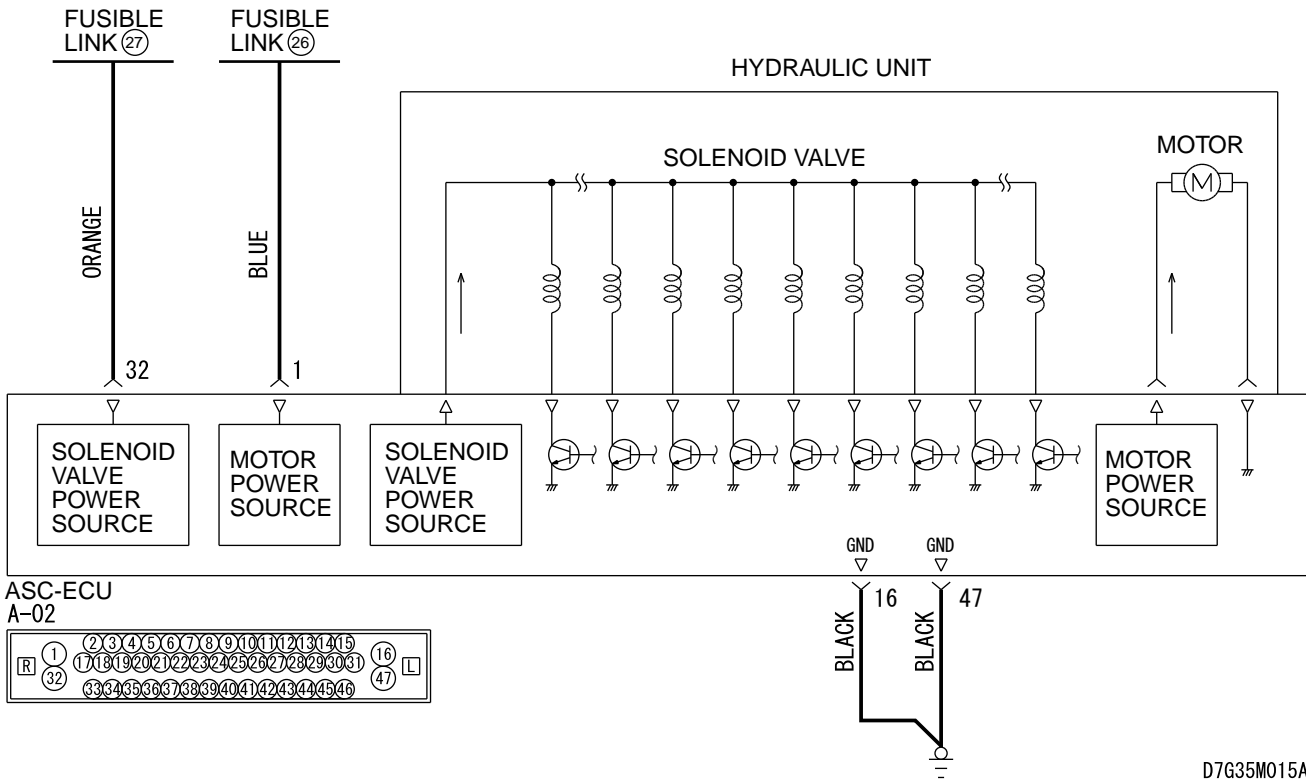 FUSIBLE
LINK 27
FUSIBLE
LINK 26
HYDRAULIC UNIT
SOLENOID VALVE
MOTOR
M
ORANGE
BLUE
32
1
SOLENOID
VALVE
POWER
SOURCE
MOTOR
POWER
SOURCE
SOLENOID
VALVE
POWER
SOURCE
MOTOR
POWER
SOURCE
GND
GND
16
47
BLACK
BLACK
ASC-ECU
A-02
R
1
2 3 4 5 6 7 8 9 10 11 12 13 14 15
16
L
17 18 19 20 21 22 23 24 25 26 27 28 29 30 31
32
33 34 35 36 37 38 39 40 41 42 43 44 45 46
47
D7G35M015A